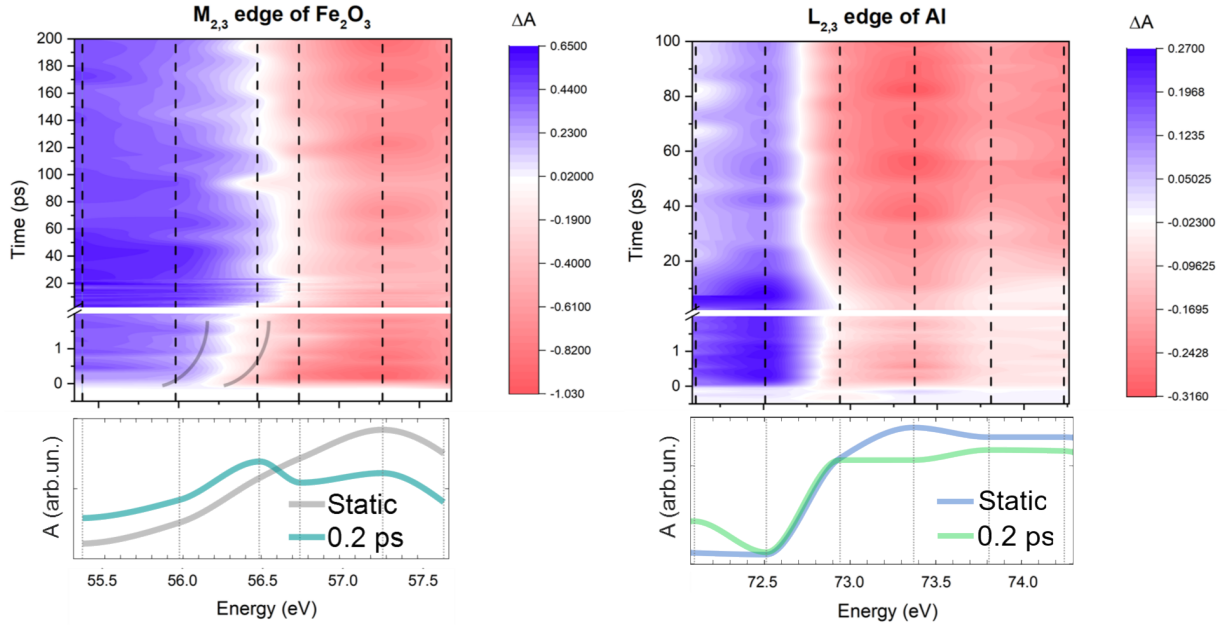 M2,3 edge of Fe2O3
ΔA
L2,3 edge of Al
ΔA
Time (ps)
200
180
160
140
120
100
80
60
40
20
1
0
0.6500
0.4400
0.2300
0.02000
-0.1900
-0.4000
-0.6100
-0.8200
-1.030
Time (ps)
100
80
60
40
20
1
0
0.2700
0.1968
0.1235
0.05025
-0.02300
-0.09625
-0.1695
-0.2428
-0.3160
A (arb.un.)
Static
0.2 ps
55.5 56.0 56.5 57.0 57.5
Energy (eV)
A (arb.un.)
Static
0.2 ps
72.5 73.0 73.5 74.0
Energy (eV)